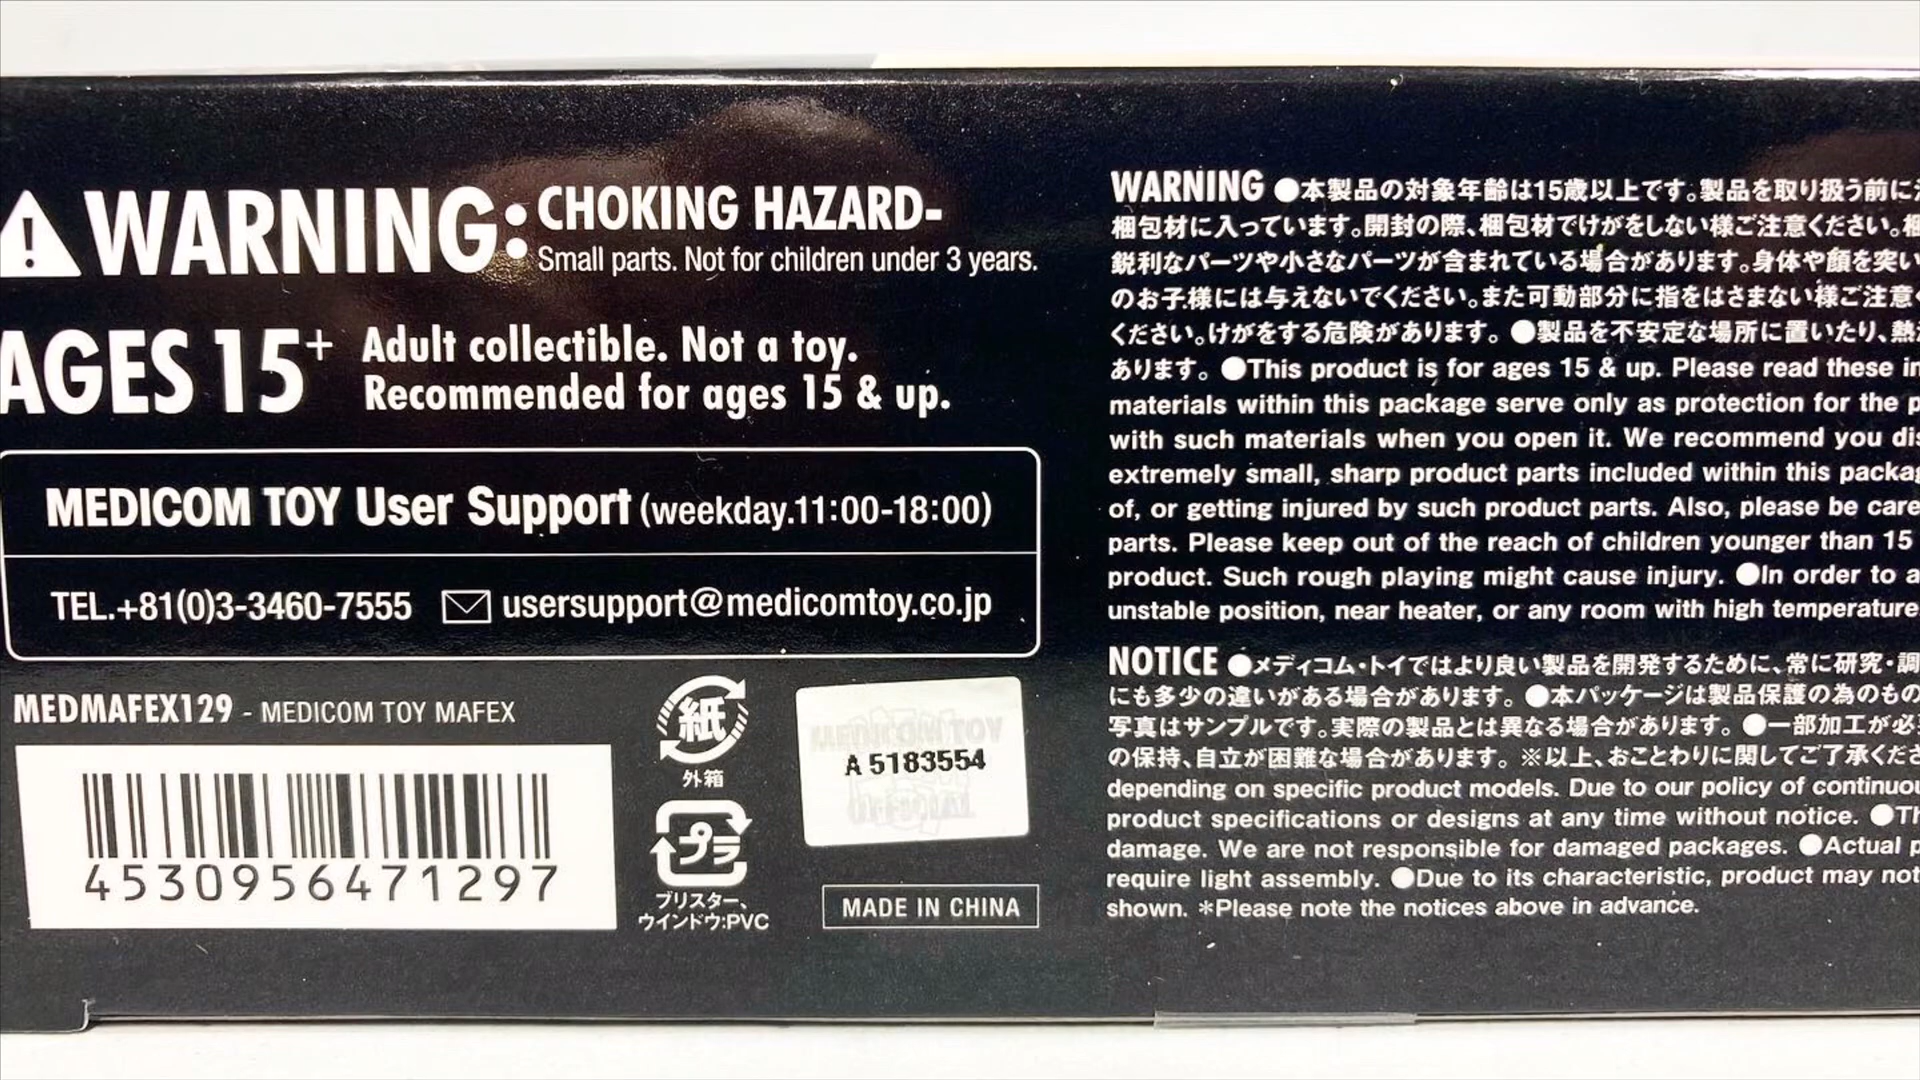 WARNING: CHOKING HAZARD-
Small parts. Not for children under 3 years.
AGES 15+ Adult collectible. Not a toy.
Recommended for ages 15 & up.
MEDICOM TOY User Support (weekday.11:00-18:00)
TEL.+81(0)3-3460-7555 usersupport@medicomtoy.co.jp
MEDMAFEX129 - MEDICOM TOY MAFEX
4530956471297
紙
外箱
プラ
ブリスター、
ウインドウ:PVC
MEDICOM TOY
A 5183554
OFFICIAL
MADE IN CHINA
WARNING ●本製品の対象年齢は15歳以上です。製品を取り扱う前に
梱包材に入っています。開封の際、梱包材でけがをしない様ご注意ください。
鋭利なパーツや小さなパーツが含まれている場合があります。身体や顔を突い
のお子様には与えないでください。また可動部分に指をはさまない様ご注意
ください。けがをする危険があります。●製品を不安定な場所に置いたり、熱
あります。●This product is for ages 15 & up. Please read these
materials within this package serve only as protection for the
with such materials when you open it. We recommend you
extremely small, sharp product parts included within this
of, or getting injured by such product parts. Also, please be
parts. Please keep out of the reach of children younger than 15
product. Such rough playing might cause injury. ●In order to
unstable position, near heater, or any room with high temperature
NOTICE ●メディコム・トイではより良い製品を開発するために、常に研究・調
にも多少の違いがある場合があります。●本パッケージは製品保護の為のもの
写真はサンプルです。実際の製品とは異なる場合があります。●一部加工が必
の保持、自立が困難な場合があります。※以上、おことわりに関してご了承くださ
depending on specific product models. Due to our policy of
product specifications or designs at any time without notice. ●
damage. We are not responsible for damaged packages. ●Actual
require light assembly. ●Due to its characteristic, product may not
shown. *Please note the notices above in advance.